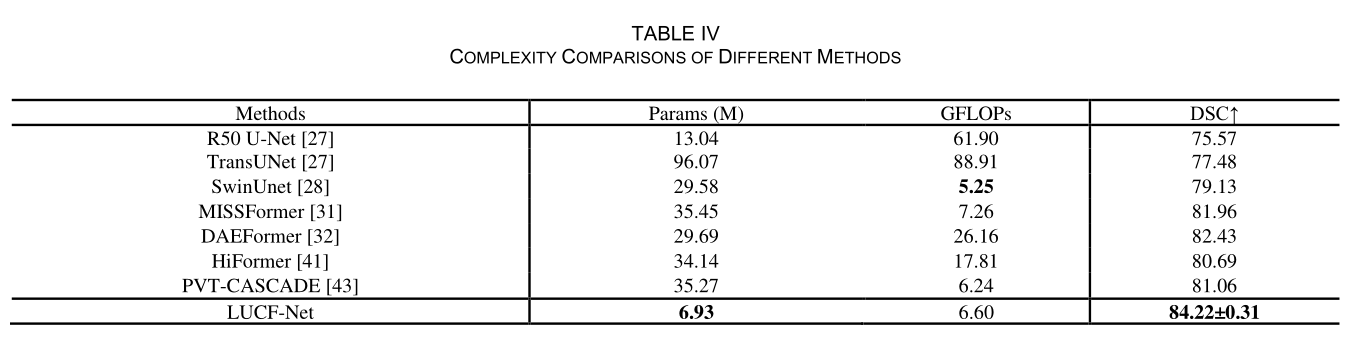 TABLE IV
COMPLEXITY COMPARISONS OF DIFFERENT METHODS
Methods Params (M) GFLOPs DSC↑
R50 U-Net [27] 13.04 61.90 75.57
TransUNet [27] 96.07 88.91 77.48
SwinUnet [28] 29.58 5.25 79.13
MISSFormer [31] 35.45 7.26 81.96
DAEFormer [32] 29.69 26.16 82.43
HiFormer [41] 34.14 17.81 80.69
PVT-CASCADE [43] 35.27 6.24 81.06
LUCF-Net 6.93 6.60 84.22±0.31